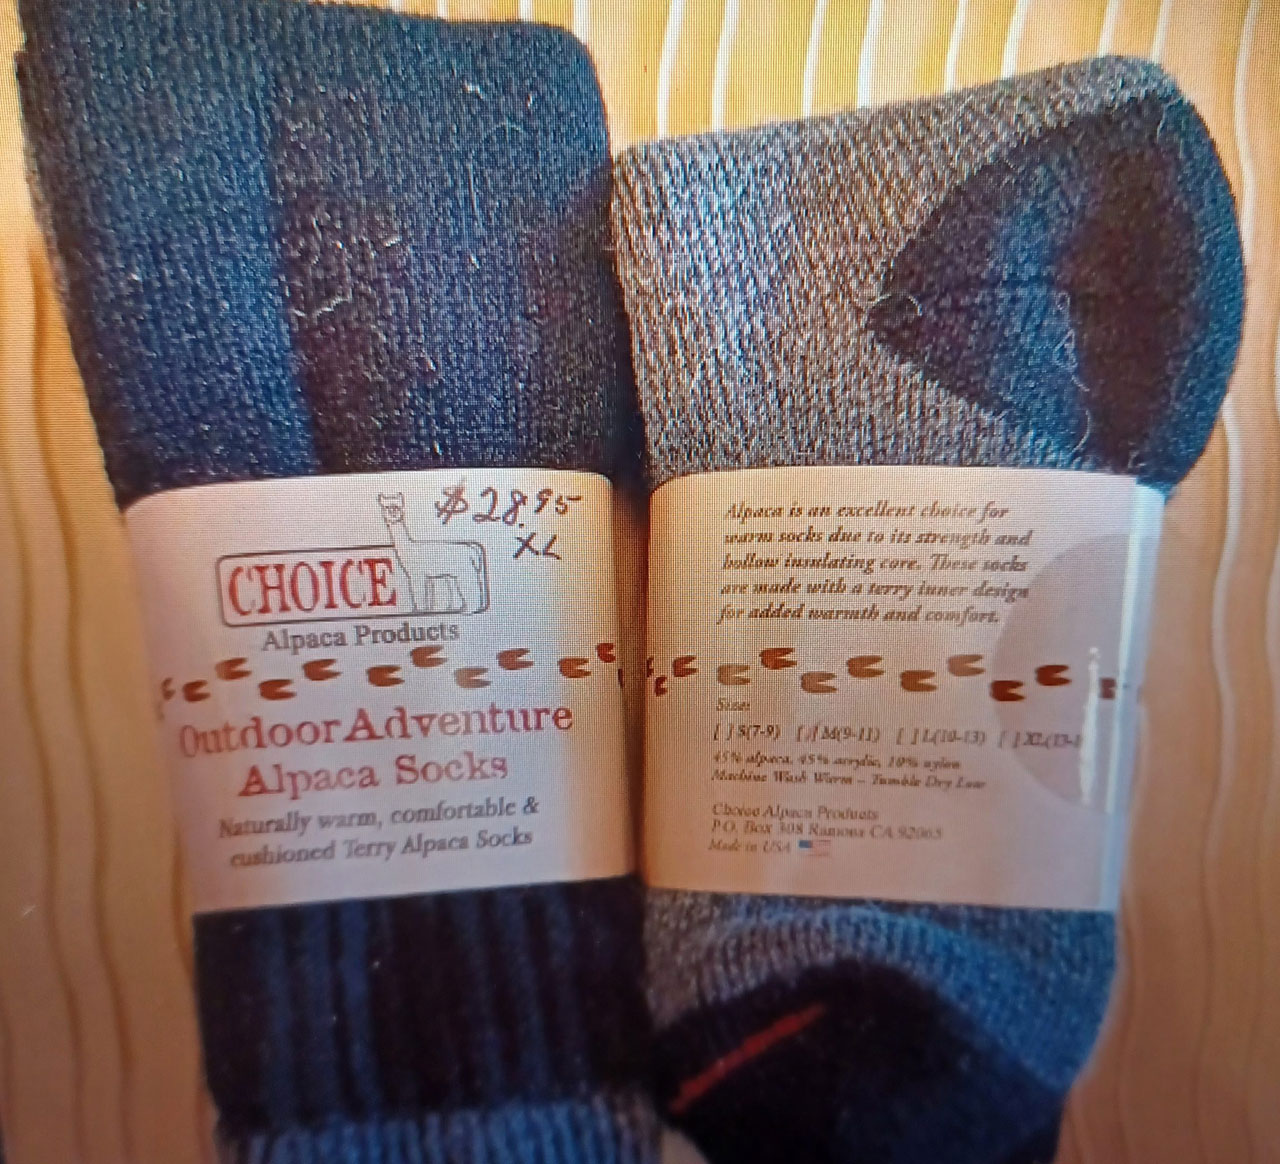 $28.95
XL
CHOICE
Alpaca Products
Outdoor Adventure
Alpaca Socks
Naturally warm, comfortable &
cushioned Terry Alpaca Socks
Alpaca is an excellent choice for
warm socks due to its strength and
hollow insulating core. These socks
are made with a terry inner design
for added warmth and comfort.
Size:
[ ] S(7-9) [/] M(9-11) [ ] L(10-13) [ ] XL(13-
45% alpaca, 45% acrylic, 10% nylon
Machine Wash Warm – Tumble Dry Low
Choice Alpaca Products
P.O. Box 308 Ramona CA 92065
Made in USA